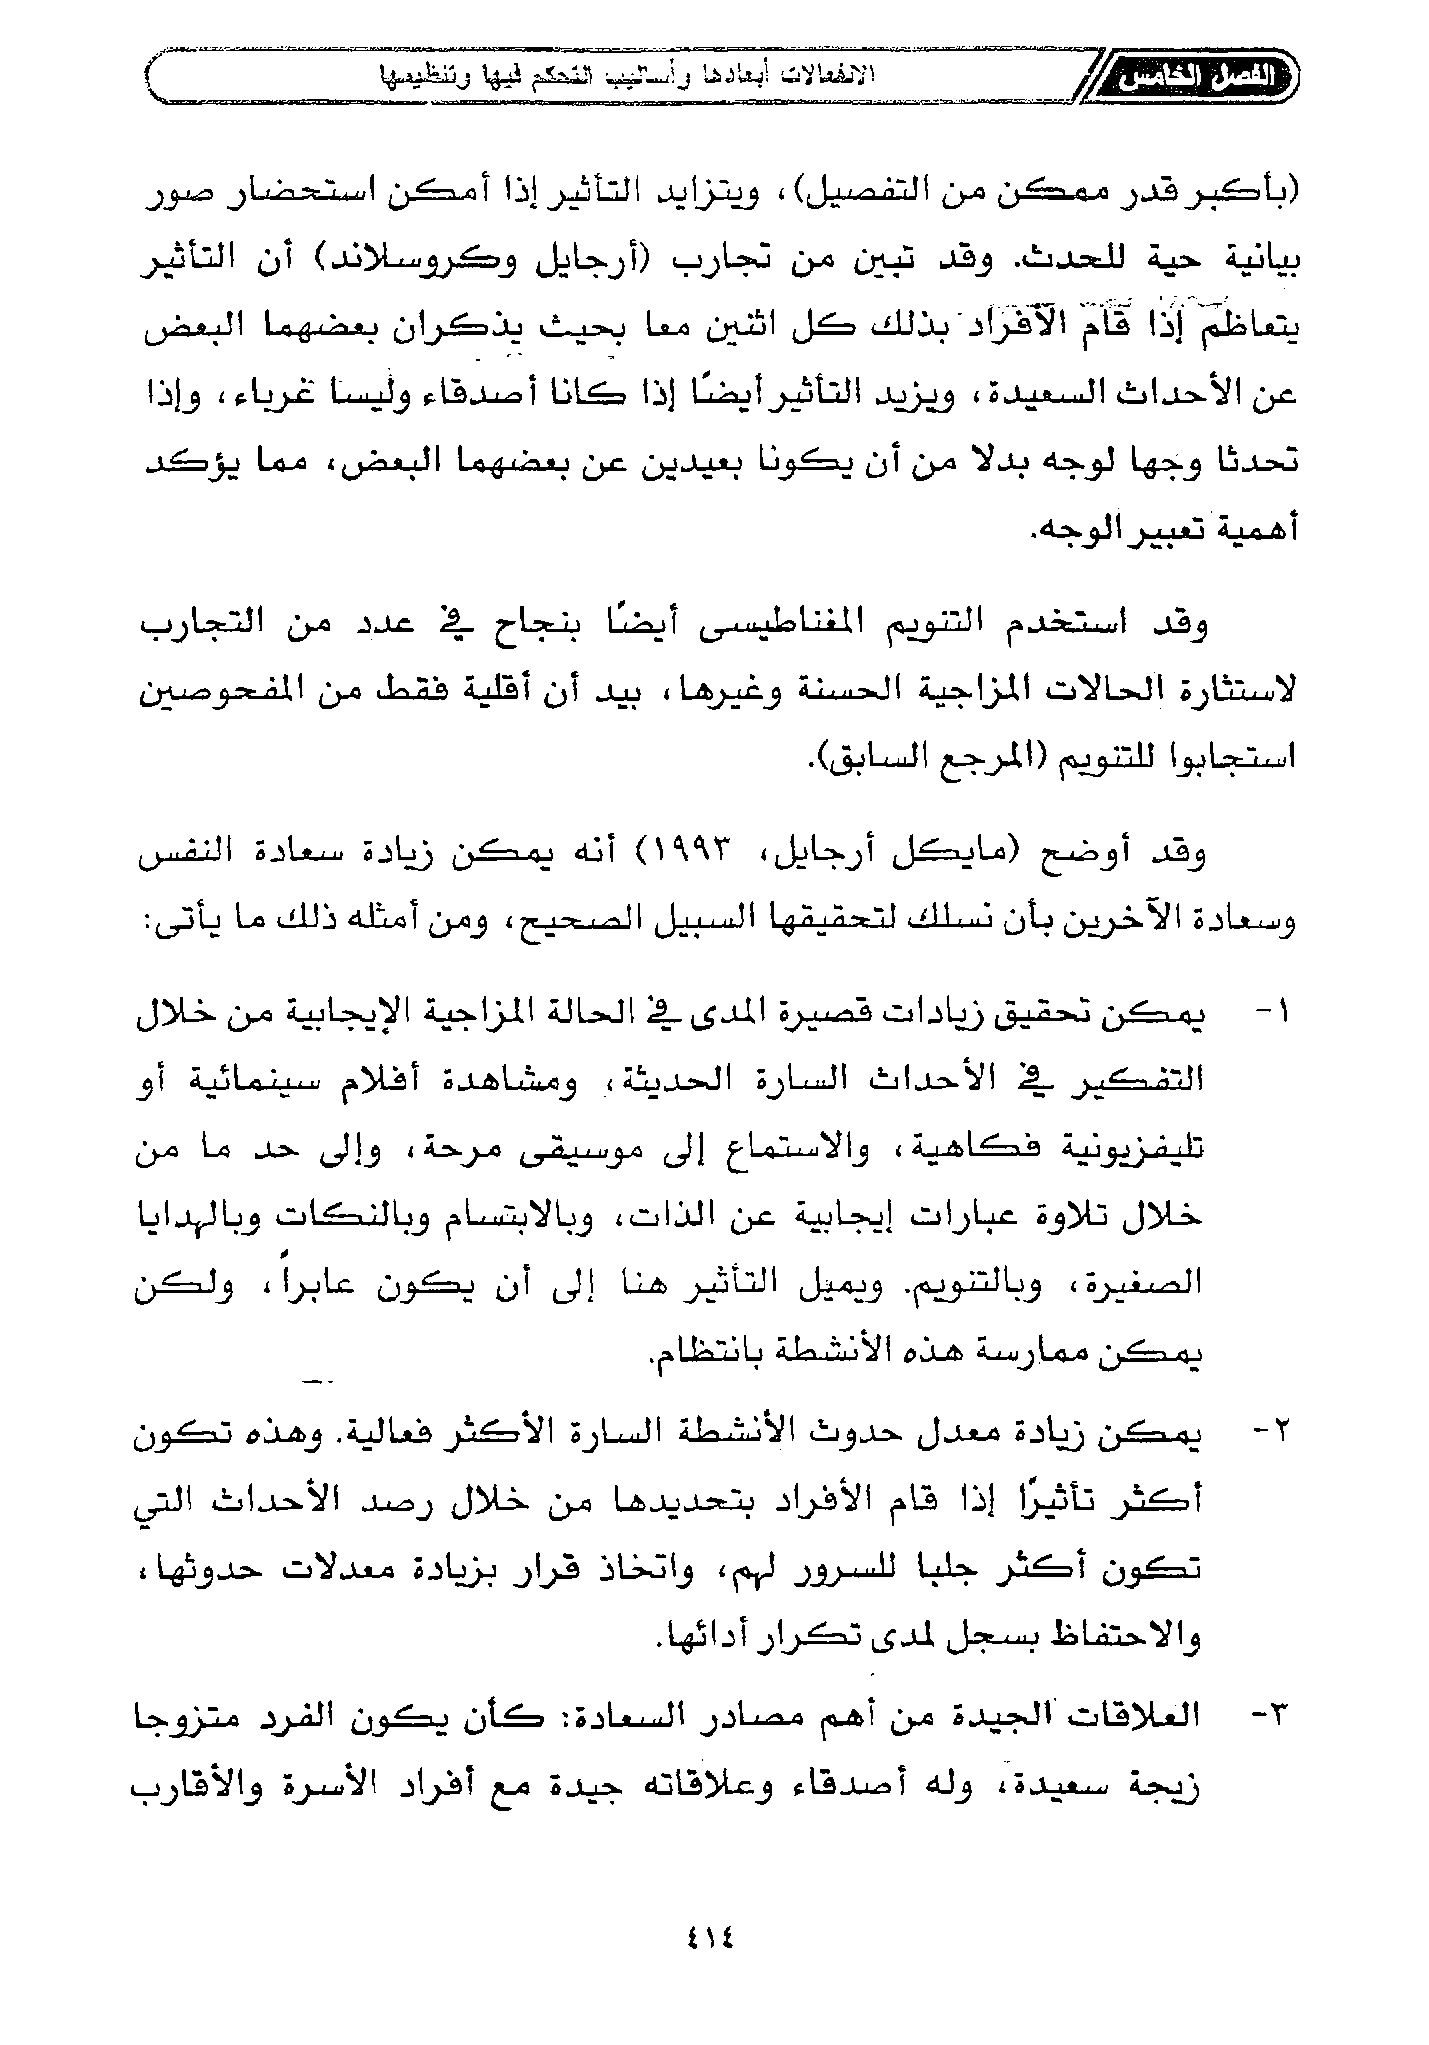 الفصل الخامس
الانفعالات أبعادها وأساليب التحكم فيها وتنظيمها
(بأكبر قدر ممكن من التفصيل)، ويتزايد التأثير إذا أمكن استحضار صور
بيانية حية للحدث. وقد تبين من تجارب (أرجايل وكروسلاند) أن التأثير
يتعاظم إذا قام الأفراد بذلك كل اثنين معا بحيث يذكران بعضهما البعض
عن الأحداث السعيدة، ويزيد التأثير أيضًا إذا كانا أصدقاء وليسا غرباء، وإذا
تحدثا وجها لوجه بدلا من أن يكونا بعيدين عن بعضهما البعض، مما يؤكد
أهمية تعبير الوجه.
وقد استخدم التنويم المغناطيسى أيضًا بنجاح في عدد من التجارب
لاستثارة الحالات المزاجية الحسنة وغيرها، بيد أن أقلية فقط من المفحوصين
استجابوا للتنويم (المرجع السابق).
وقد أوضح (مايكل أرجايل، ١٩٩٣) أنه يمكن زيادة سعادة النفس
وسعادة الآخرين بأن نسلك لتحقيقها السبيل الصحيح، ومن أمثله ذلك ما يأتى:
١- يمكن تحقيق زيادات قصيرة المدى في الحالة المزاجية الإيجابية من خلال
التفكير في الأحداث السارة الحديثة، ومشاهدة أفلام سينمائية أو
تليفزيونية فكاهية، والاستماع إلى موسيقى مرحة، وإلى حد ما من
خلال تلاوة عبارات إيجابية عن الذات، وبالابتسام وبالنكات وبالهدايا
الصغيرة، وبالتنويم. ويميل التأثير هنا إلى أن يكون عابراً، ولكن
يمكن ممارسة هذه الأنشطة بانتظام.
٢- يمكن زيادة معدل حدوث الأنشطة السارة الأكثر فعالية. وهذه تكون
أكثر تأثيرًا إذا قام الأفراد بتحديدها من خلال رصد الأحداث التي
تكون أكثر جلبا للسرور لهم، واتخاذ قرار بزيادة معدلات حدوثها،
والاحتفاظ بسجل لمدى تكرار أدائها.
٣- العلاقات الجيدة من أهم مصادر السعادة: كأن يكون الفرد متزوجا
زيجة سعيدة، وله أصدقاء وعلاقاته جيدة مع أفراد الأسرة والأقارب
٤١٤